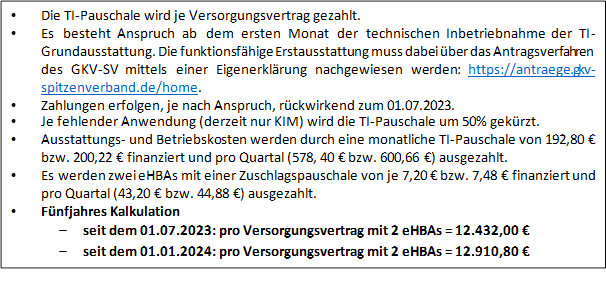 • Die TI-Pauschale wird je Versorgungsvertrag gezahlt.
• Es besteht Anspruch ab dem ersten Monat der technischen Inbetriebnahme der TI-
Grundausstattung. Die funktionsfähige Erstausstattung muss dabei über das Antragsverfahren
des GKV-SV mittels einer Eigenerklärung nachgewiesen werden: https://antraege.gkv-
spitzenverband.de/home.
• Zahlungen erfolgen, je nach Anspruch, rückwirkend zum 01.07.2023.
• Je fehlender Anwendung (derzeit nur KIM) wird die TI-Pauschale um 50% gekürzt.
• Ausstattungs- und Betriebskosten werden durch eine monatliche TI-Pauschale von 192,80 €
bzw. 200,22 € finanziert und pro Quartal (578, 40 € bzw. 600,66 €) ausgezahlt.
• Es werden zwei eHBAs mit einer Zuschlagspauschale von je 7,20 € bzw. 7,48 € finanziert und
pro Quartal (43,20 € bzw. 44,88 €) ausgezahlt.
• Fünfjahres Kalkulation
– seit dem 01.07.2023: pro Versorgungsvertrag mit 2 eHBAs = 12.432,00 €
– seit dem 01.01.2024: pro Versorgungsvertrag mit 2 eHBAs = 12.910,80 €